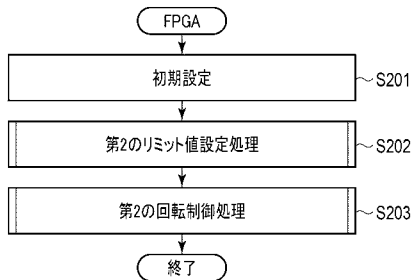 FPGA
初期設定
S201
第2のリミット値設定処理
S202
第2の回転制御処理
S203
終了